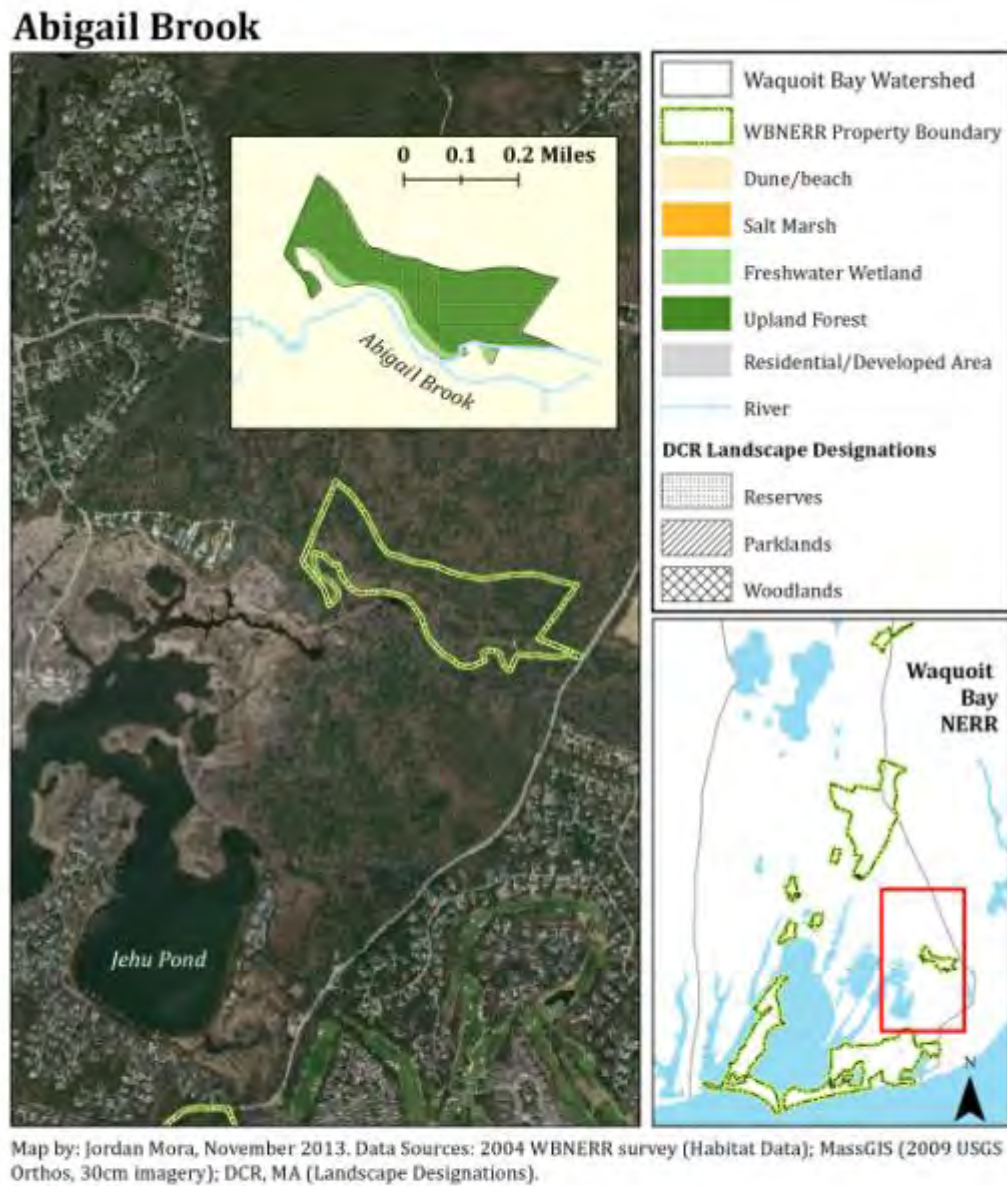 Abigail Brook
0 0.1 0.2 Miles
Abigail Brook
Jehu Pond
Waquoit Bay Watershed
WBNERR Property Boundary
Dune/beach
Salt Marsh
Freshwater Wetland
Upland Forest
Residential/Developed Area
River
DCR Landscape Designations
Reserves
Parklands
Woodlands
Waquoit
Bay
NERR
N
Map by: Jordan Mora, November 2013. Data Sources: 2004 WBNERR survey (Habitat Data); MassGIS (2009 USGS
Orthos, 30cm imagery); DCR, MA (Landscape Designations).